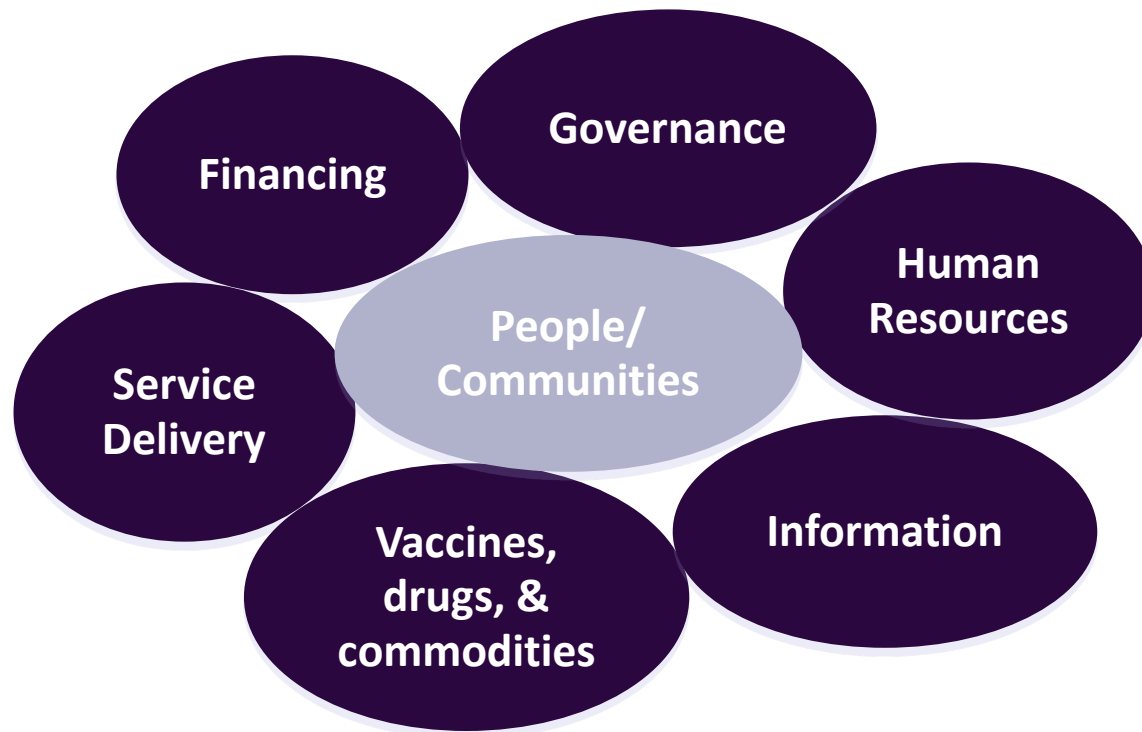 Governance
Financing
Human
Resources
People/
Communities
Service
Delivery
Information
Vaccines,
drugs, &
commodities